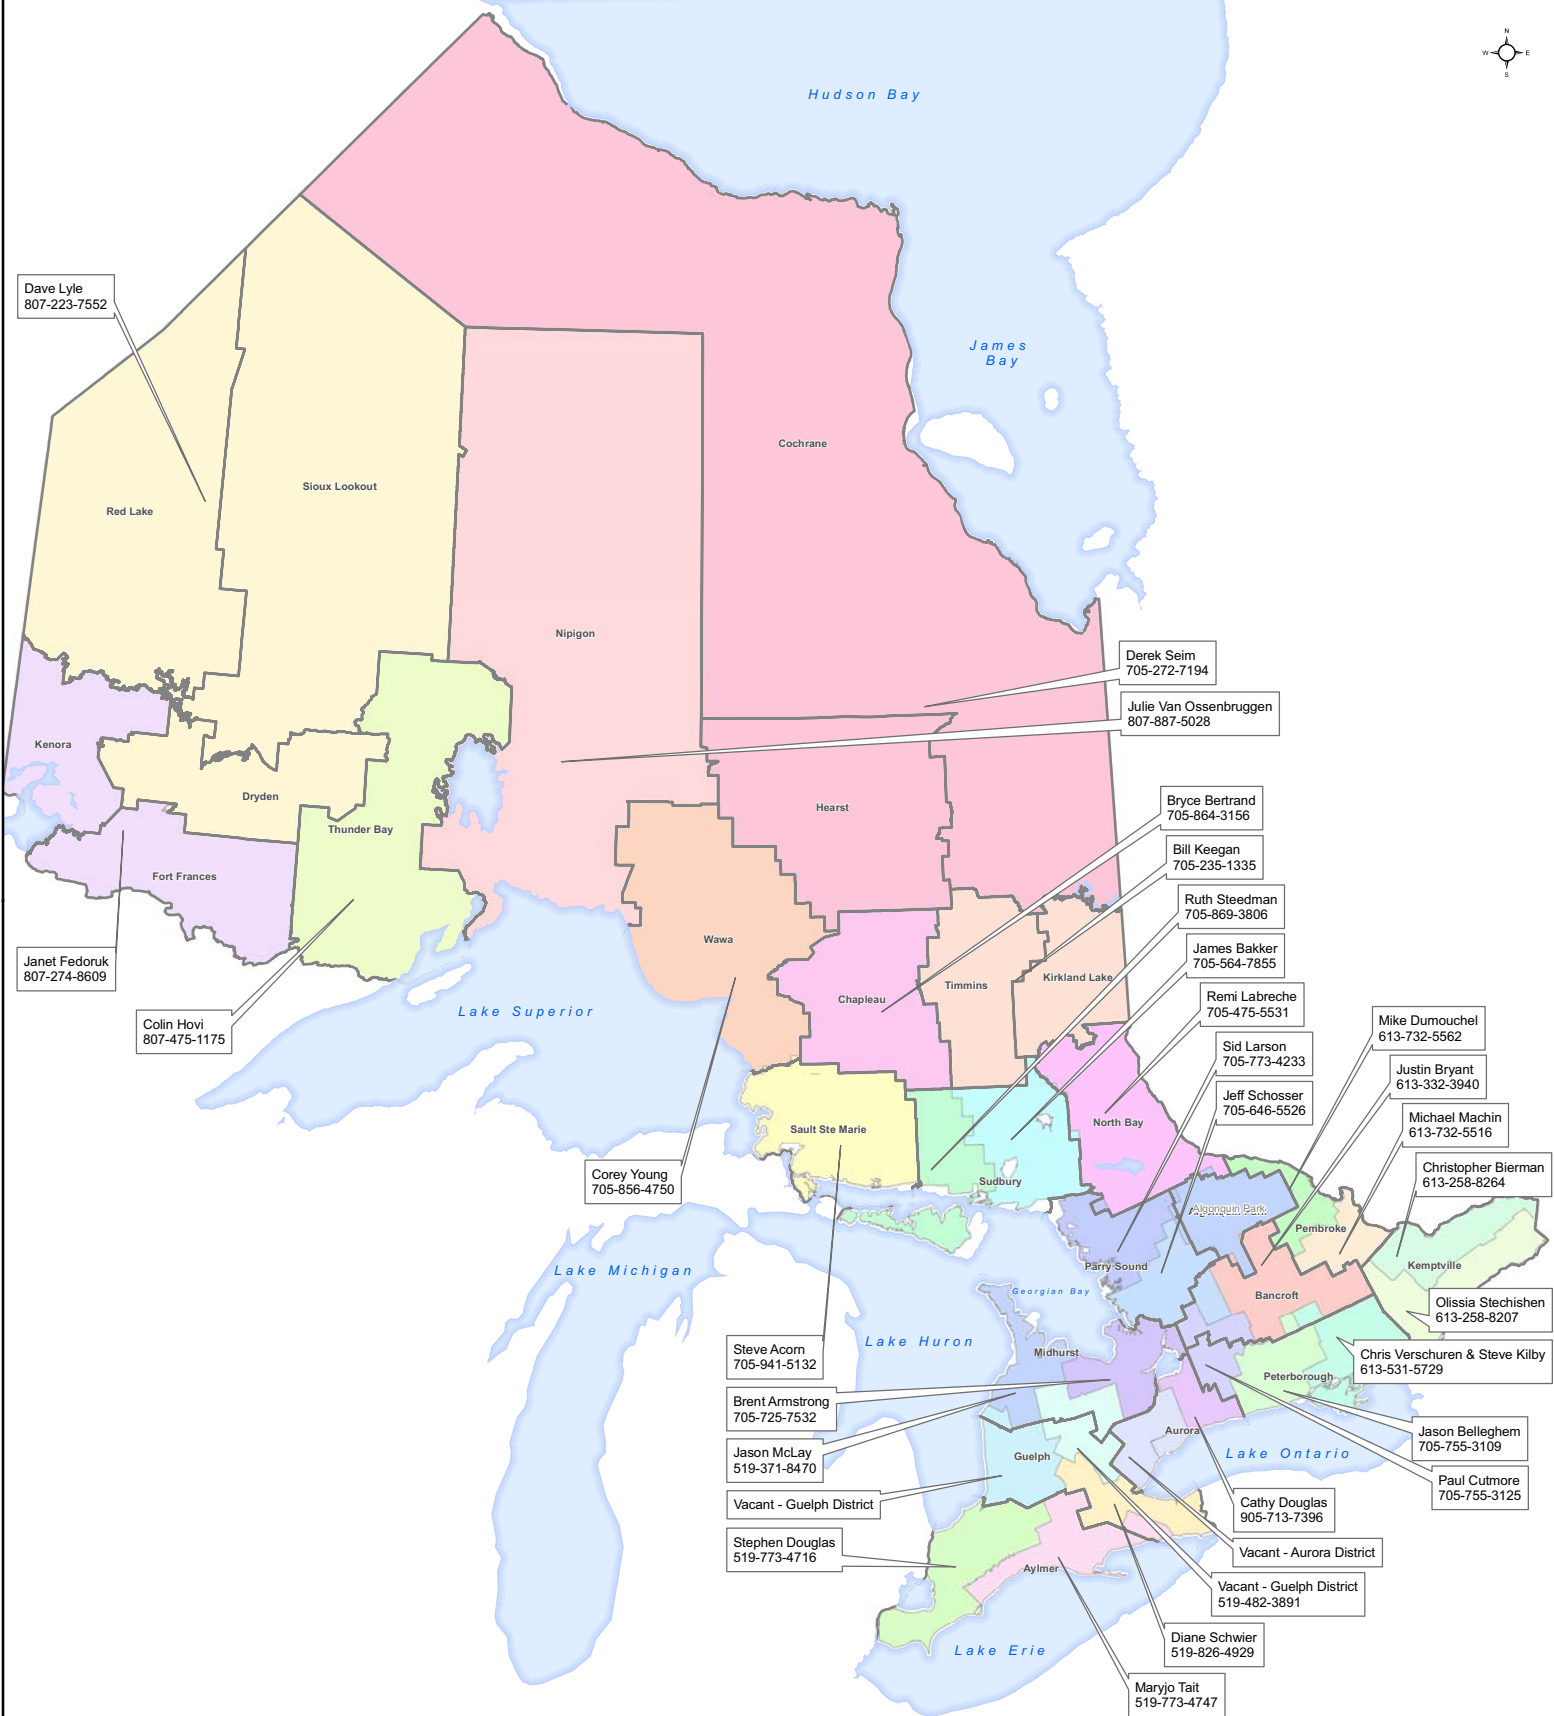 N
W
E
S
Hudson Bay
James
Bay
Dave Lyle
807-223-7552
Cochrane
Sioux Lookout
Red Lake
Nipigon
Derek Seim
705-272-7194
Julie Van Ossenbruggen
807-887-5028
Kenora
Dryden
Hearst
Thunder Bay
Bryce Bertrand
705-864-3156
Bill Keegan
705-235-1335
Fort Frances
Ruth Steedman
705-869-3806
Wawa
James Bakker
705-564-7855
Janet Fedoruk
807-274-8609
Chapleau
Timmins
Kirkland Lake
Remi Labreche
705-475-5531
Lake Superior
Colin Hovi
807-475-1175
Mike Dumouchel
613-732-5562
Sid Larson
705-773-4233
Justin Bryant
613-332-3940
Jeff Schosser
705-646-5526
Michael Machin
613-732-5516
Sault Ste Marie
North Bay
Corey Young
705-856-4750
Sudbury
Christopher Bierman
613-258-8264
Algonquin Park
Pembroke
Lake Michigan
Parry Sound
Kemptville
Georgian Bay
Bancroft
Olissia Stechishen
613-258-8207
Lake Huron
Steve Acorn
705-941-5132
Midhurst
Chris Verschuren & Steve Kilby
613-531-5729
Peterborough
Brent Armstrong
705-725-7532
Jason McLay
519-371-8470
Aurora
Jason Belleghem
705-755-3109
Guelph
Lake Ontario
Paul Cutmore
705-755-3125
Vacant - Guelph District
Cathy Douglas
905-713-7396
Stephen Douglas
519-773-4716
Vacant - Aurora District
Aylmer
Vacant - Guelph District
519-482-3891
Lake Erie
Diane Schwier
519-826-4929
Maryjo Tait
519-773-4747